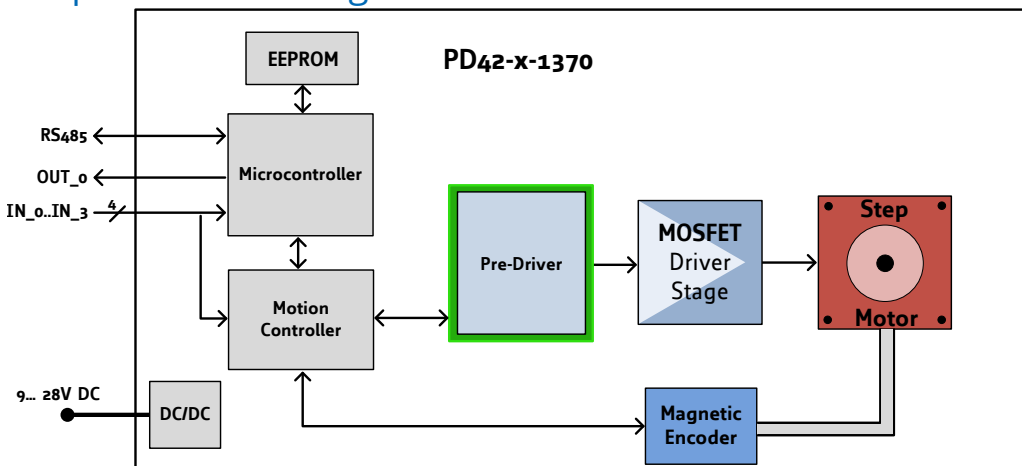 EEPROM
PD42-x-1370
RS485
OUT_0
IN_0..IN_3
4
Microcontroller
Pre-Driver
MOSFET
Driver
Stage
Step
Motor
Motion
Controller
9... 28V DC
DC/DC
Magnetic
Encoder